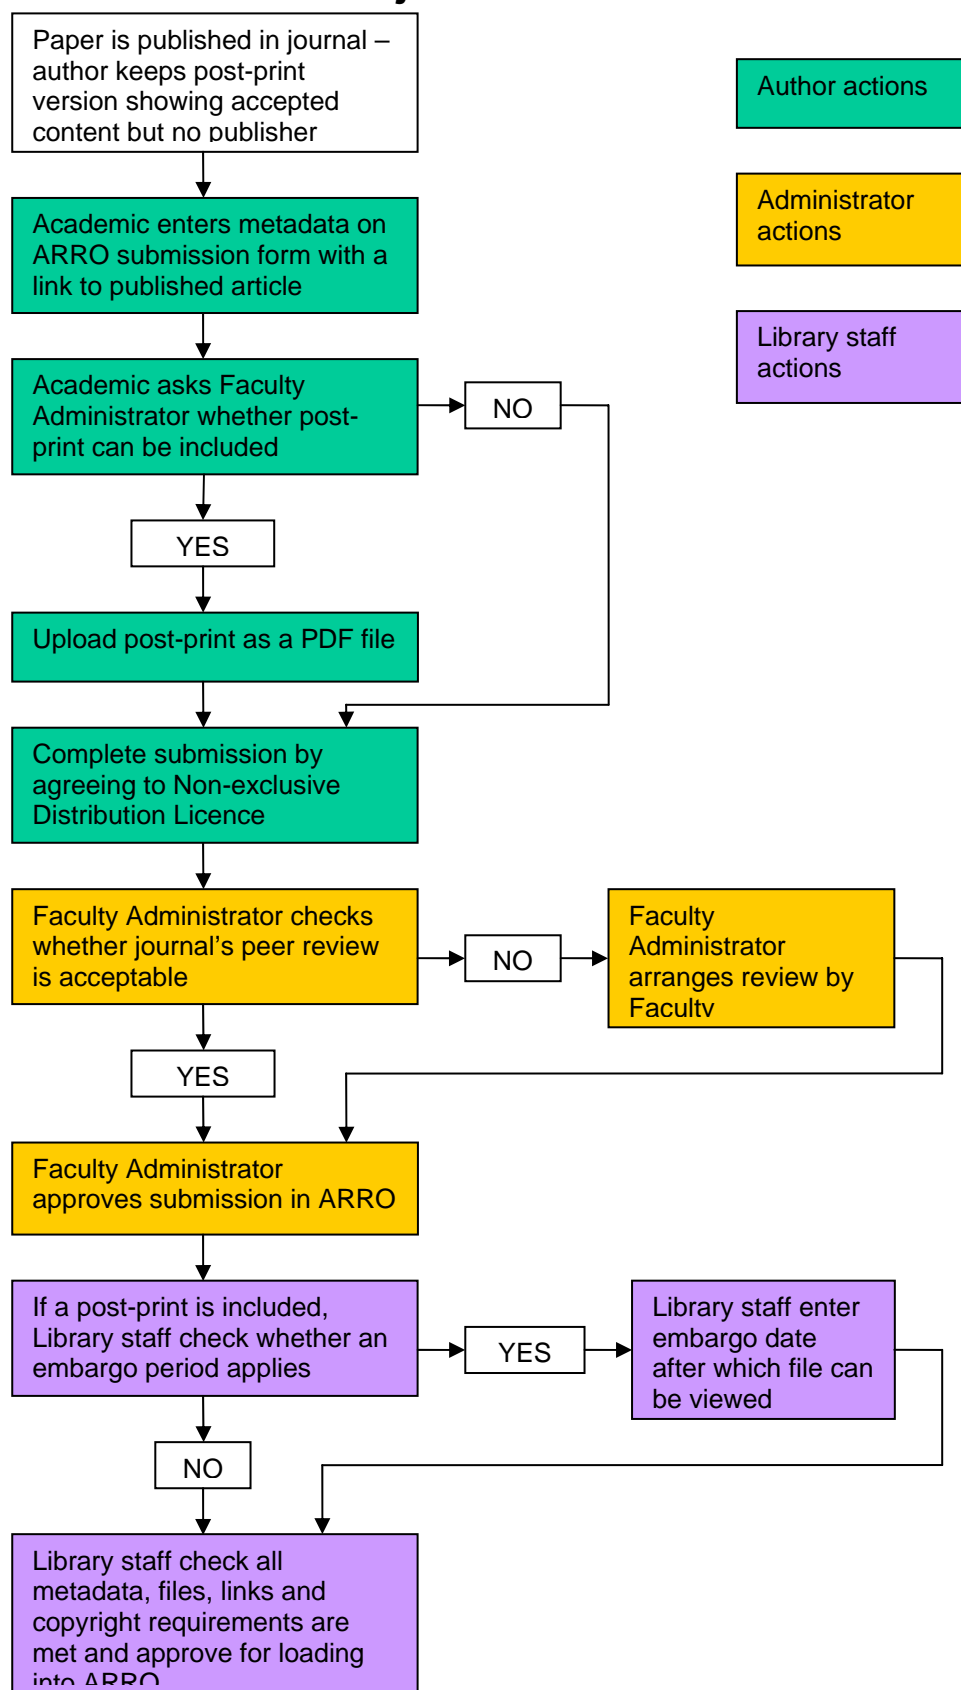 Paper is published in journal –
author keeps post-print
version showing accepted
content but no publisher
Author actions
Administrator
actions
Library staff
actions
Academic enters metadata on
ARRO submission form with a
link to published article
Academic asks Faculty
Administrator whether post-
print can be included
NO
YES
Upload post-print as a PDF file
Complete submission by
agreeing to Non-exclusive
Distribution Licence
Faculty Administrator checks
whether journal's peer review
is acceptable
NO
Faculty
Administrator
arranges review by
Faculty
YES
Faculty Administrator
approves submission in ARRO
If a post-print is included,
Library staff check whether an
embargo period applies
YES
Library staff enter
embargo date
after which file can
be viewed
NO
Library staff check all
metadata, files, links and
copyright requirements are
met and approve for loading
into ARRO